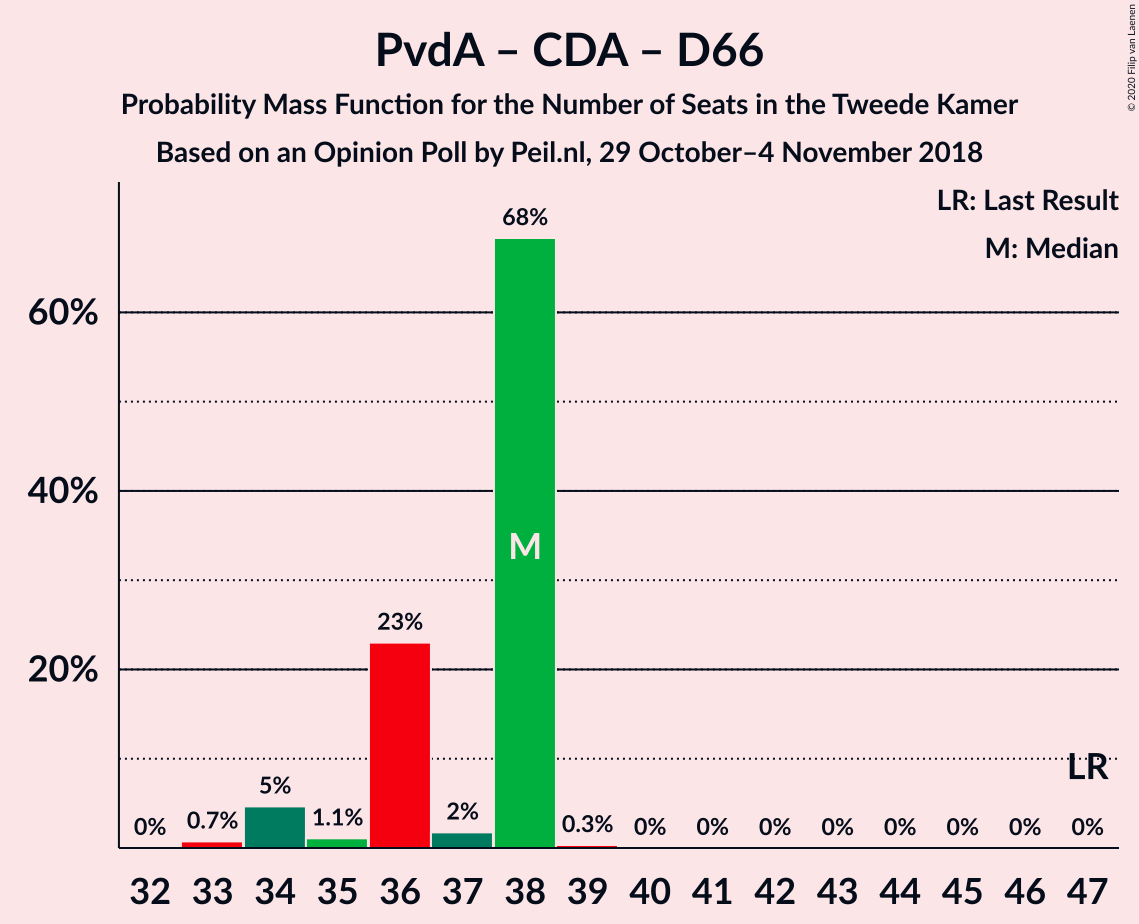 PvdA – CDA – D66
Probability Mass Function for the Number of Seats in the Tweede Kamer
Based on an Opinion Poll by Peil.nl, 29 October–4 November 2018
© 2020 Filip van Laenen
LR: Last Result
M: Median
68%
60%
40%
M
23%
20%
LR
0% 0.7% 5% 1.1% 2% 0.3% 0% 0% 0% 0% 0% 0% 0% 0%
32 33 34 35 36 37 38 39 40 41 42 43 44 45 46 47